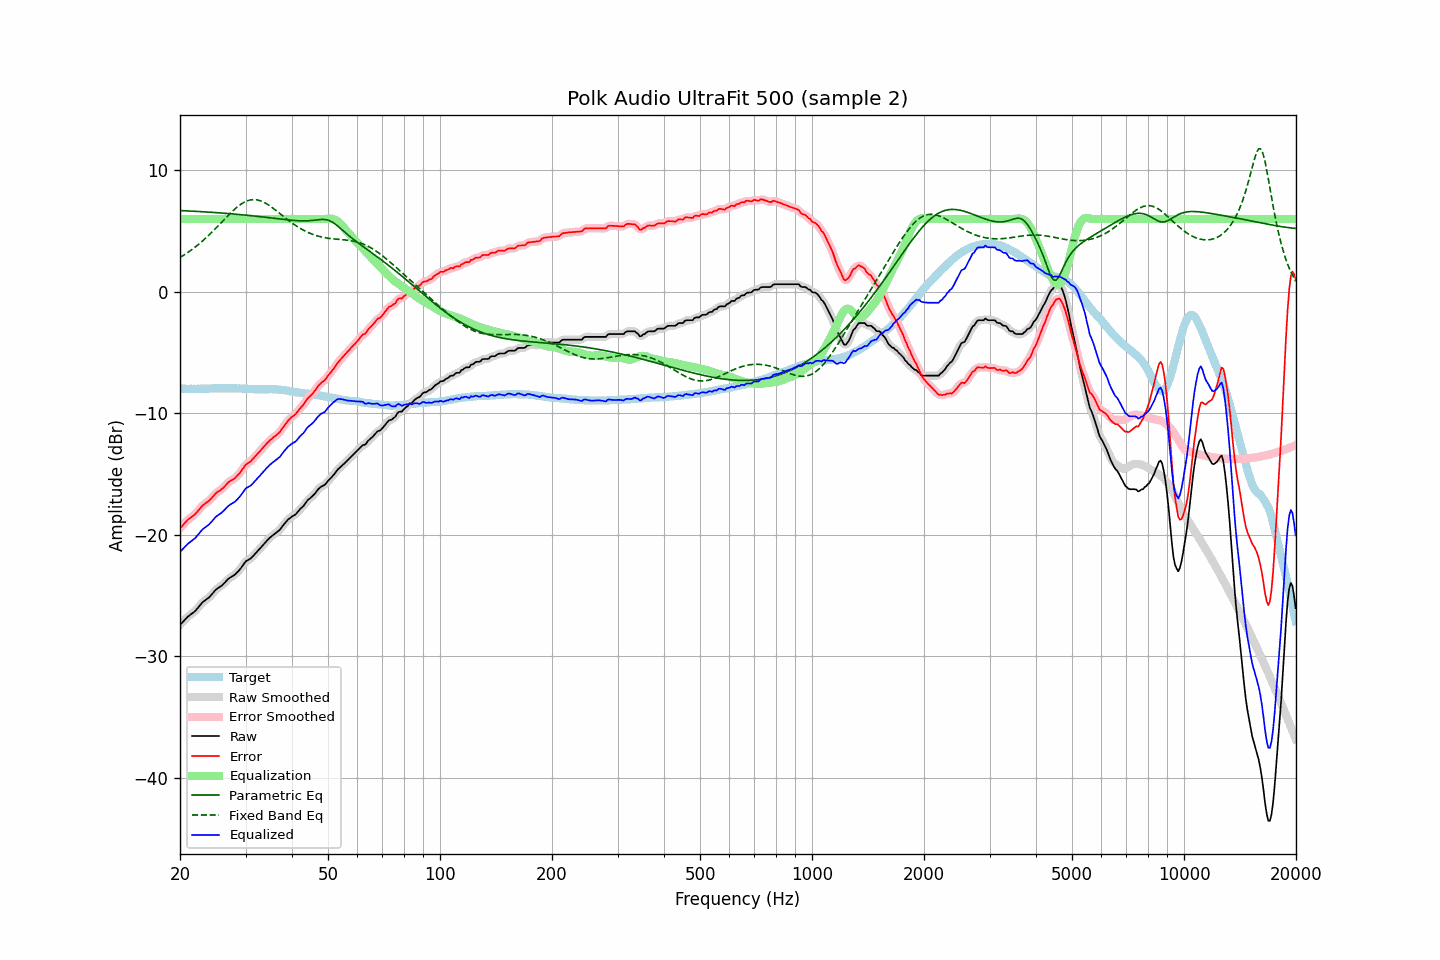 Polk Audio UltraFit 500 (sample 2)
10
0
−10
−20
−30
−40
Amplitude (dBr)
Target
Raw Smoothed
Error Smoothed
Raw
Error
Equalization
Parametric Eq
Fixed Band Eq
Equalized
20 50 100 200 500 1000 2000 5000 10000 20000
Frequency (Hz)